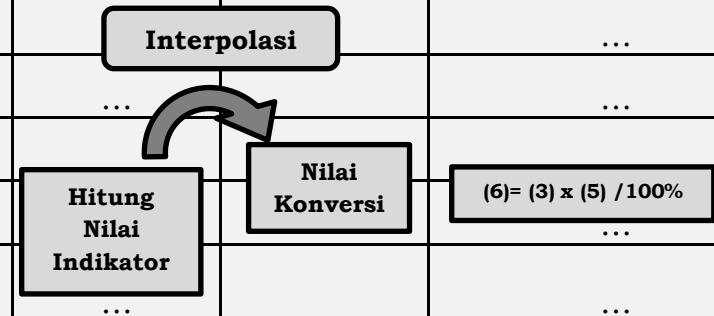 Interpolasi
...
...
...
Hitung
Nilai
Indikator
Nilai
Konversi
(6)= (3) x (5) /100%
...
...
...